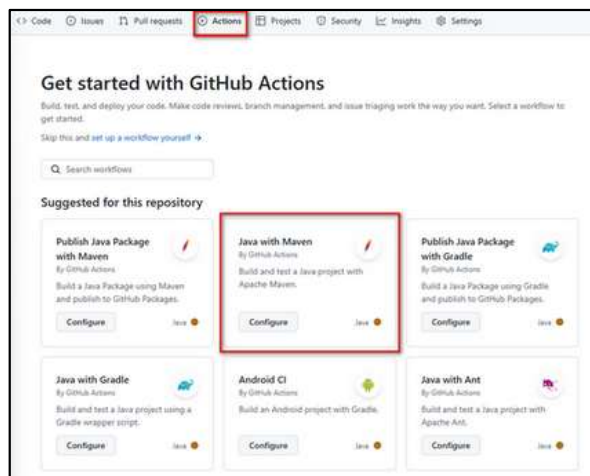 Code Issues Pull requests Actions Projects Security Insights Settings
Get started with GitHub Actions
Build, test, and deploy your code. Make code reviews, branch management, and issue triaging work the way you want. Select a workflow to
get started.
Skip this and set up a workflow yourself →
Search workflows
Suggested for this repository
Publish Java Package
with Maven
By GitHub Actions
Build a Java Package using Maven
and publish to GitHub Packages.
Configure
Java
Java with Maven
By GitHub Actions
Build and test a Java project with
Apache Maven.
Configure
Java
Publish Java Package
with Gradle
By GitHub Actions
Build a Java Package using Gradle
and publish to GitHub Packages.
Configure
Java
Java with Gradle
By GitHub Actions
Build and test a Java project using a
Gradle wrapper script.
Configure
Java
Android CI
By GitHub Actions
Build an Android project with Gradle.
Configure
Java
Java with Ant
By GitHub Actions
Build and test a Java project with
Apache Ant.
Configure
Java